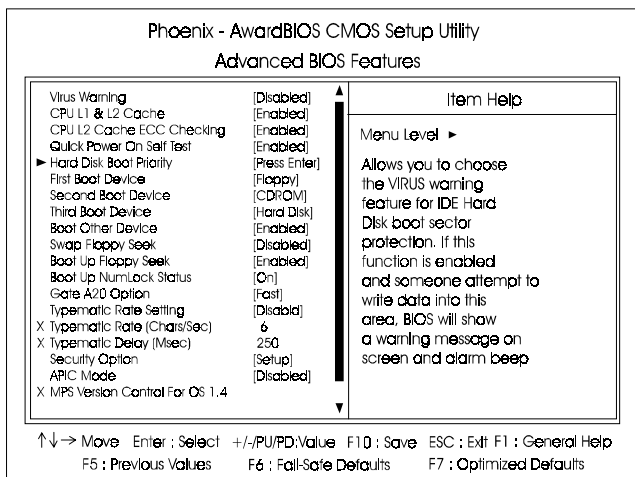 Phoenix - AwardBIOS CMOS Setup Utility
Advanced BIOS Features
Virus Warning [Disabled]
CPU L1 & L2 Cache [Enabled]
CPU L2 Cache ECC Checking [Enabled]
Quick Power On Self Test [Enabled]
► Hard Disk Boot Priority [Press Enter]
First Boot Device [Floppy]
Second Boot Device [CDROM]
Third Boot Device [Hard Disk]
Boot Other Device [Enabled]
Swap Floppy Seek [Disabled]
Boot Up Floppy Seek [Enabled]
Boot Up NumLock Status [On]
Gate A20 Option [Fast]
Typematic Rate Setting [Disabld]
X Typematic Rate (Chars/Sec) 6
X Typematic Delay (Msec) 250
Security Option [Setup]
APIC Mode [Disabled]
X MPS Version Control For OS 1.4
Item Help
Menu Level ►
Allows you to choose
the VIRUS warning
feature for IDE Hard
Disk boot sector
protection. If this
function is enabled
and someone attempt to
write data into this
area, BIOS will show
a warning message on
screen and alarm beep
↑↓→ Move Enter : Select +/-/PU/PD:Value F10 : Save ESC : Exit F1 : General Help
F5 : Previous Values F6 : Fail-Safe Defaults F7 : Optimized Defaults